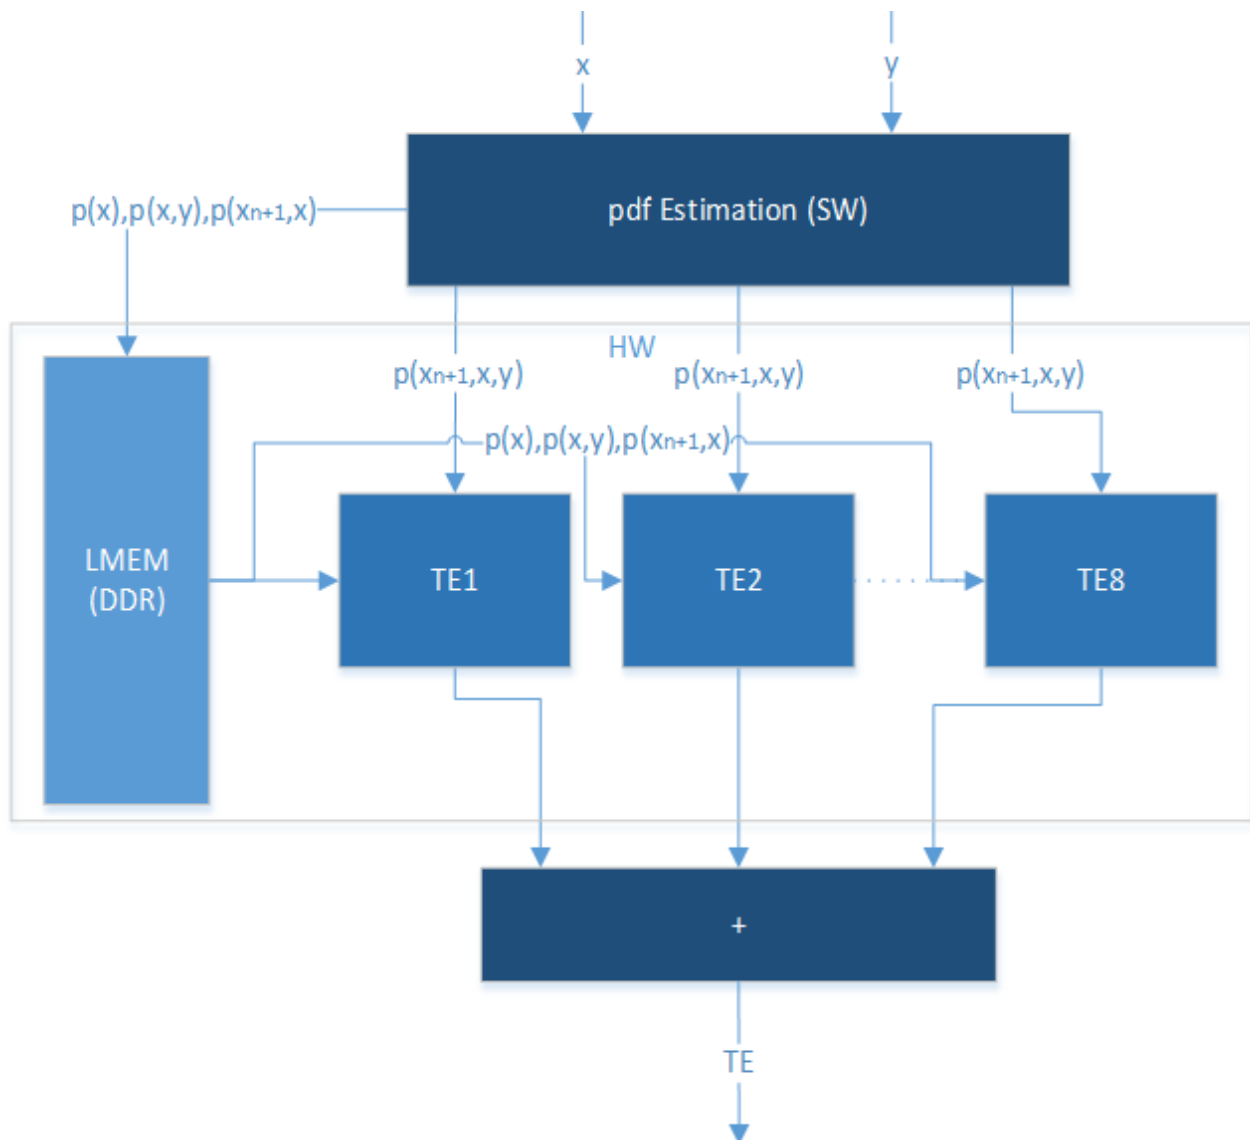 x
y
pdf Estimation (SW)
p(x),p(x,y),p(xn+1,x)
HW
p(xn+1,x,y)
p(xn+1,x,y)
p(xn+1,x,y)
p(x),p(x,y),p(xn+1,x)
LMEM
(DDR)
TE1
TE2
TE8
+
TE